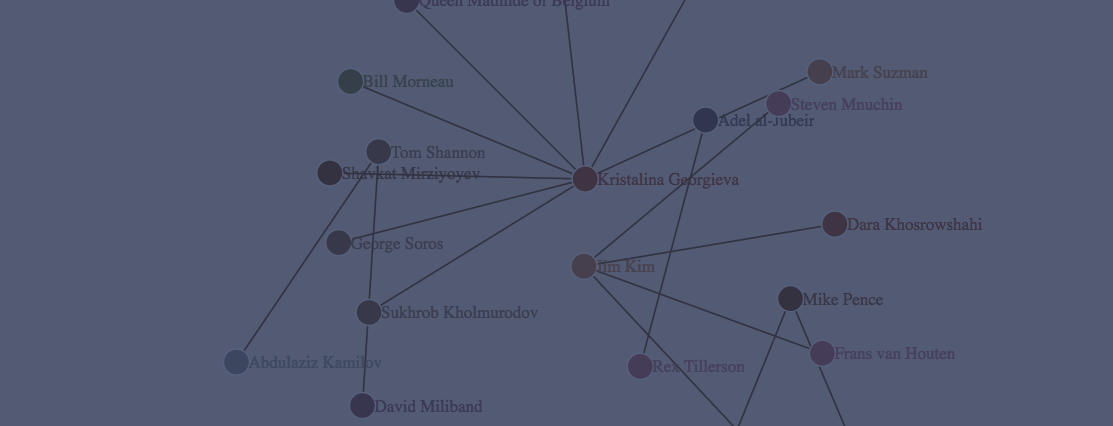 Queen Mathilde of Belgium
Mark Suzman
Bill Morneau
Steven Mnuchin
Adel al-Jubeir
Tom Shannon
Shavkat Mirziyoyev
Kristalina Georgieva
Dara Khosrowshahi
George Soros
Jim Kim
Mike Pence
Sukhrob Kholmurodov
Frans van Houten
Abdulaziz Kamilov
Rex Tillerson
David Miliband